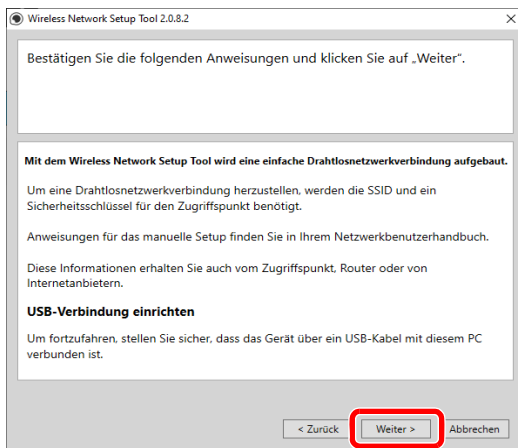 Wireless Network Setup Tool 2.0.8.2
Bestätigen Sie die folgenden Anweisungen und klicken Sie auf „Weiter“.
Mit dem Wireless Network Setup Tool wird eine einfache Drahtlosnetzwerkverbindung aufgebaut.
Um eine Drahtlosnetzwerkverbindung herzustellen, werden die SSID und ein
Sicherheitsschlüssel für den Zugriffspunkt benötigt.
Anweisungen für das manuelle Setup finden Sie in Ihrem Netzwerkbenutzerhandbuch.
Diese Informationen erhalten Sie auch vom Zugriffspunkt, Router oder von
Internetanbietern.
USB-Verbindung einrichten
Um fortzufahren, stellen Sie sicher, dass das Gerät über ein USB-Kabel mit diesem PC
verbunden ist.
< Zurück Weiter > Abbrechen